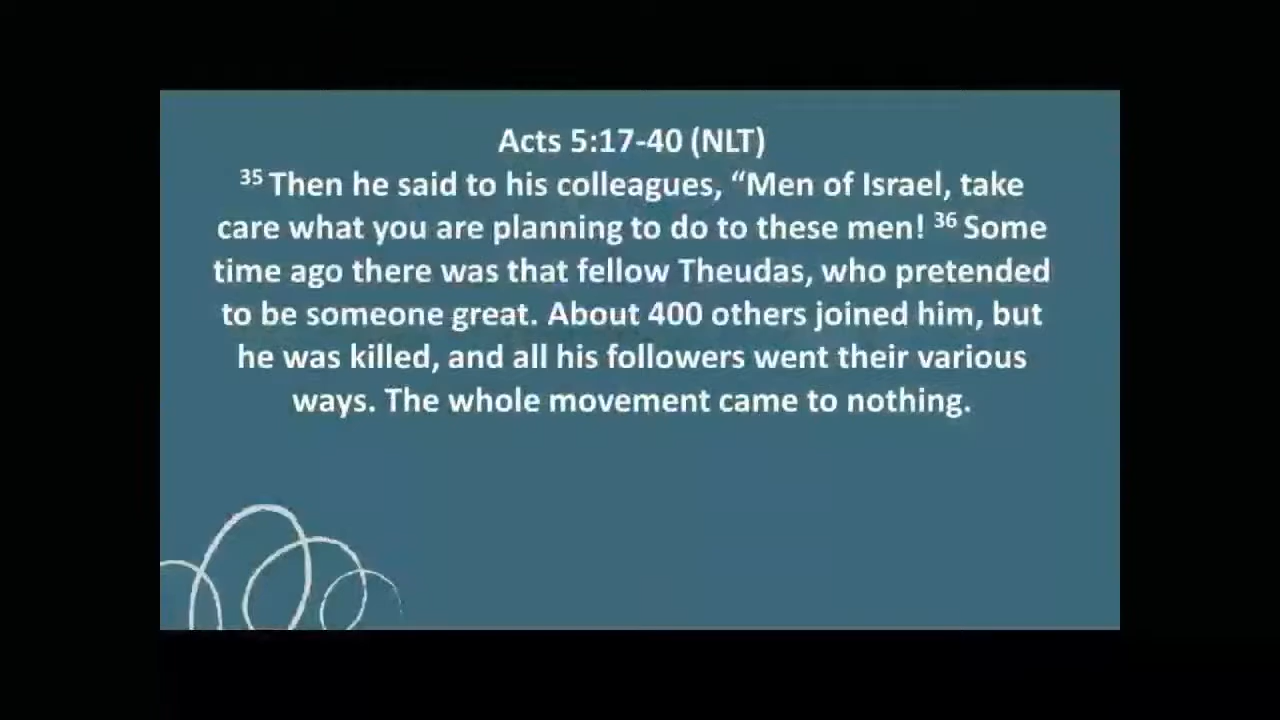 Acts 5:17-40 (NLT)
35 Then he said to his colleagues, “Men of Israel, take
care what you are planning to do to these men! 36 Some
time ago there was that fellow Theudas, who pretended
to be someone great. About 400 others joined him, but
he was killed, and all his followers went their various
ways. The whole movement came to nothing.